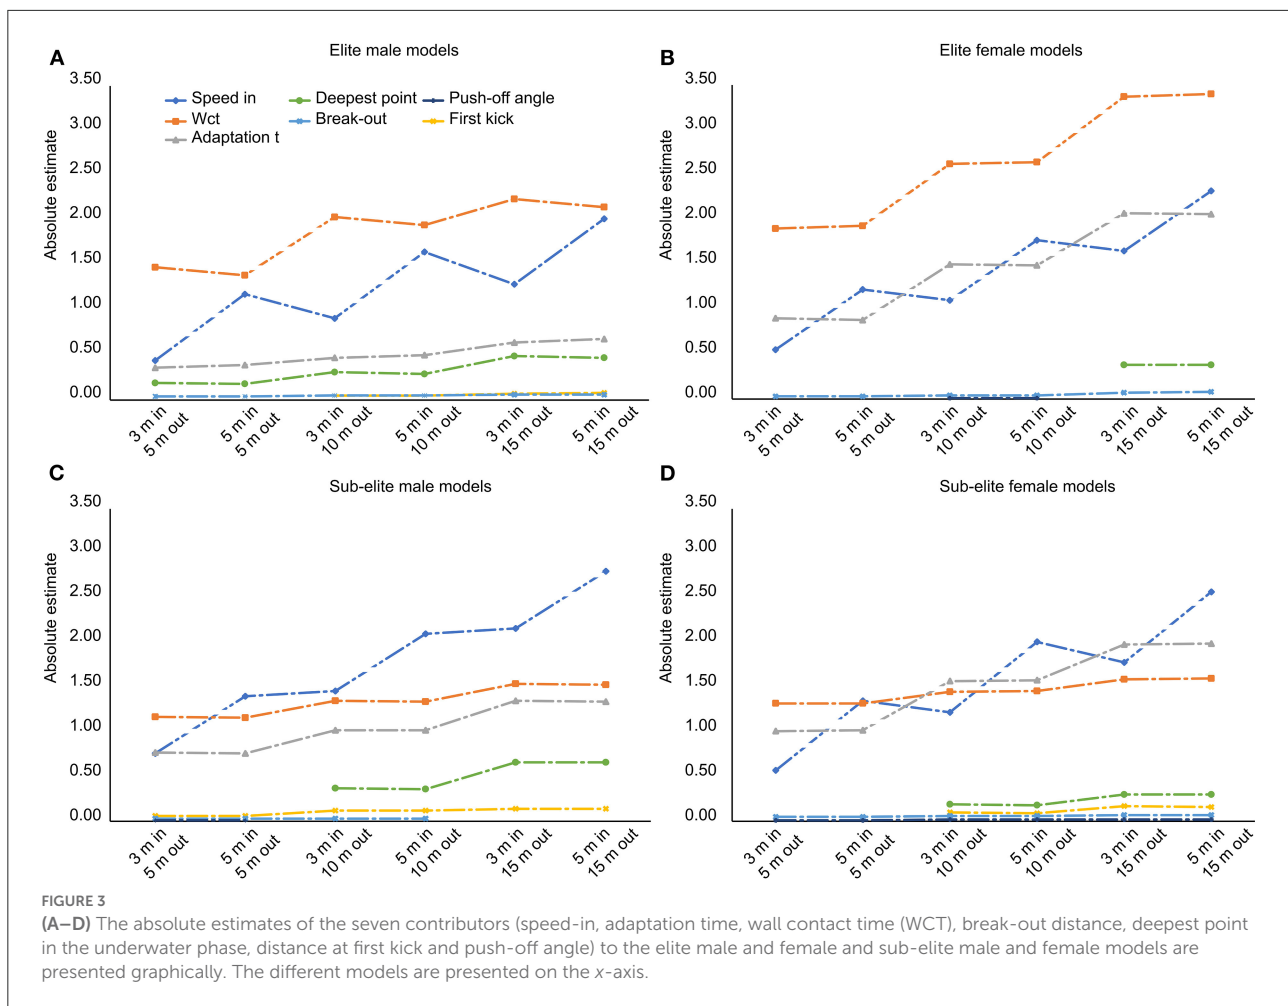 A
Elite male models
3.50
3.00
2.50
2.00
1.50
1.00
0.50
0.00
Absolute estimate
Speed in
Deepest point
Push-off angle
Wct
Break-out
First kick
Adaptation t
3 m in
5 m out
5 m in
5 m out
3 m in
10 m out
5 m in
10 m out
3 m in
15 m out
5 m in
15 m out
B
Elite female models
3.50
3.00
2.50
2.00
1.50
1.00
0.50
0.00
Absolute estimate
3 m in
5 m out
5 m in
5 m out
3 m in
10 m out
5 m in
10 m out
3 m in
15 m out
5 m in
15 m out
C
Sub-elite male models
3.50
3.00
2.50
2.00
1.50
1.00
0.50
0.00
Absolute estimate
3 m in
5 m out
5 m in
5 m out
3 m in
10 m out
5 m in
10 m out
3 m in
15 m out
5 m in
15 m out
D
Sub-elite female models
3.50
3.00
2.50
2.00
1.50
1.00
0.50
0.00
Absolute estimate
3 m in
5 m out
5 m in
5 m out
3 m in
10 m out
5 m in
10 m out
3 m in
15 m out
5 m in
15 m out
FIGURE 3
(A–D) The absolute estimates of the seven contributors (speed-in, adaptation time, wall contact time (WCT), break-out distance, deepest point
in the underwater phase, distance at first kick and push-off angle) to the elite male and female and sub-elite male and female models are
presented graphically. The different models are presented on the x-axis.